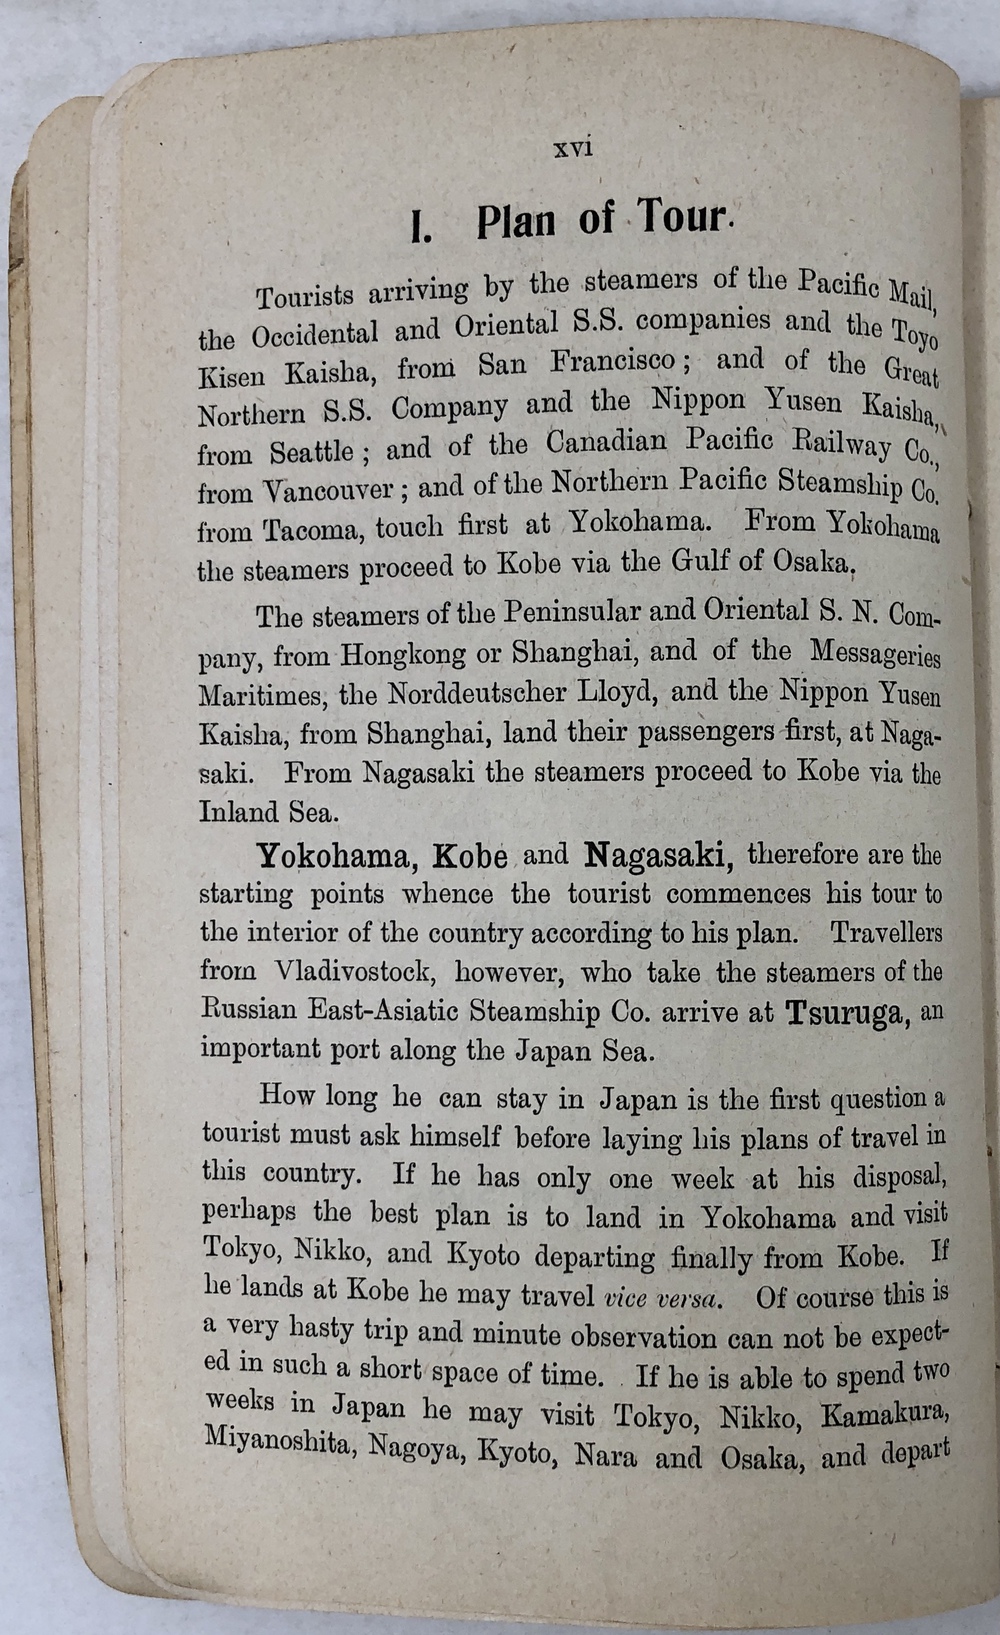 xvi
I. Plan of Tour.
Tourists arriving by the steamers of the Pacific Mail,
the Occidental and Oriental S.S. companies and the Toyo
Kisen Kaisha, from San Francisco; and of the Great
Northern S.S. Company and the Nippon Yusen Kaisha,
from Seattle; and of the Canadian Pacific Railway Co.,
from Vancouver; and of the Northern Pacific Steamship Co.
from Tacoma, touch first at Yokohama. From Yokohama
the steamers proceed to Kobe via the Gulf of Osaka.
The steamers of the Peninsular and Oriental S. N. Com-
pany, from Hongkong or Shanghai, and of the Messageries
Maritimes, the Norddeutscher Lloyd, and the Nippon Yusen
Kaisha, from Shanghai, land their passengers first, at Naga-
saki. From Nagasaki the steamers proceed to Kobe via the
Inland Sea.
Yokohama, Kobe and Nagasaki, therefore are the
starting points whence the tourist commences his tour to
the interior of the country according to his plan. Travellers
from Vladivostock, however, who take the steamers of the
Russian East-Asiatic Steamship Co. arrive at Tsuruga, an
important port along the Japan Sea.
How long he can stay in Japan is the first question a
tourist must ask himself before laying his plans of travel in
this country. If he has only one week at his disposal,
perhaps the best plan is to land in Yokohama and visit
Tokyo, Nikko, and Kyoto departing finally from Kobe. If
he lands at Kobe he may travel vice versa. Of course this is
a very hasty trip and minute observation can not be expect-
ed in such a short space of time. If he is able to spend two
weeks in Japan he may visit Tokyo, Nikko, Kamakura,
Miyanoshita, Nagoya, Kyoto, Nara and Osaka, and depart